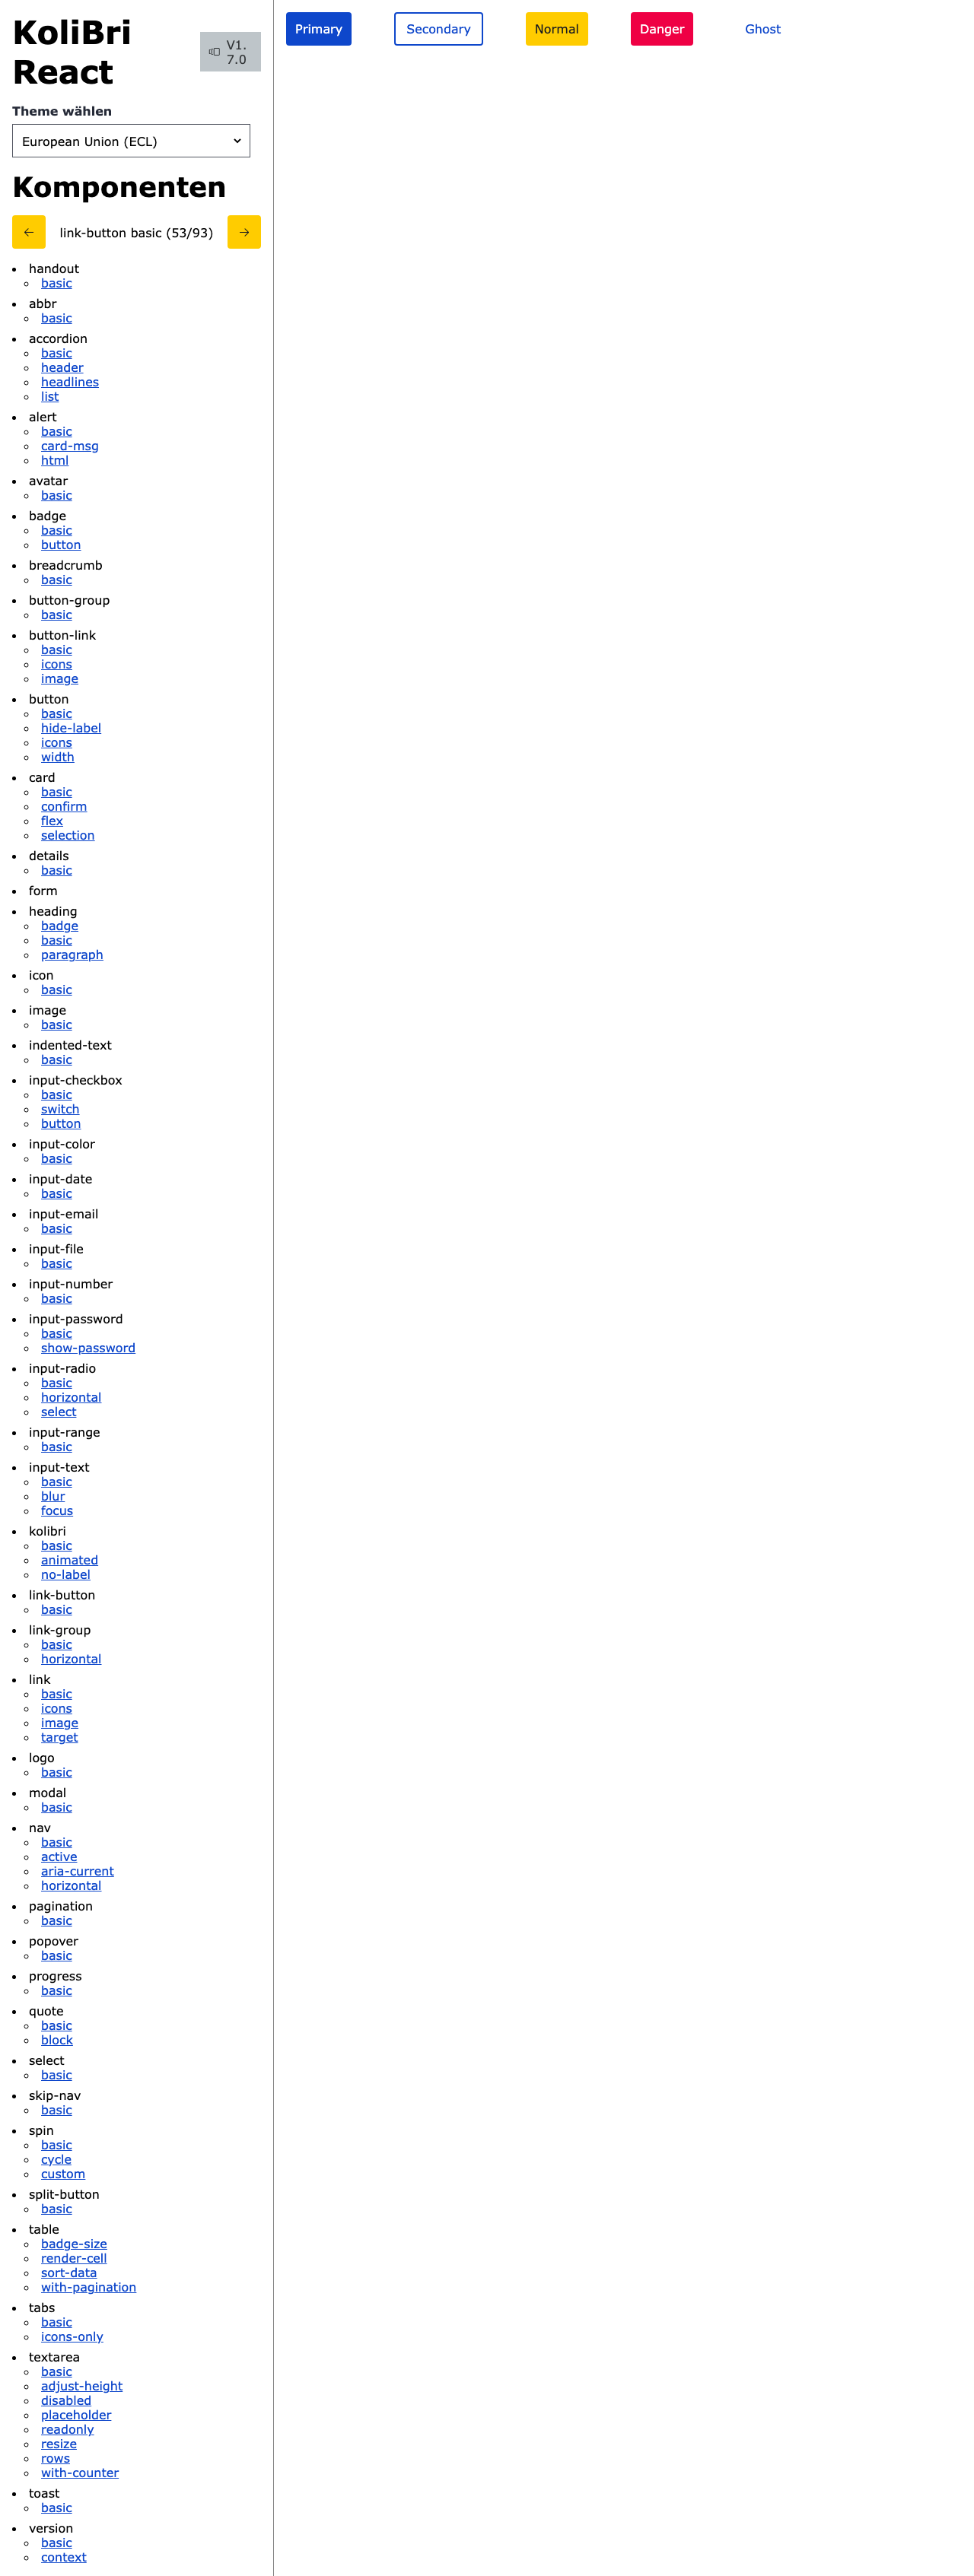 KoliBri
React
V1.
7.0
Theme wählen
European Union (ECL)
Komponenten
link-button basic (53/93)
handout
basic
abbr
basic
accordion
basic
header
headlines
list
alert
basic
card-msg
html
avatar
basic
badge
basic
button
breadcrumb
basic
button-group
basic
button-link
basic
icons
image
button
basic
hide-label
icons
width
card
basic
confirm
flex
selection
details
basic
form
heading
badge
basic
paragraph
icon
basic
image
basic
indented-text
basic
input-checkbox
basic
switch
button
input-color
basic
input-date
basic
input-email
basic
input-file
basic
input-number
basic
input-password
basic
show-password
input-radio
basic
horizontal
select
input-range
basic
input-text
basic
blur
focus
kolibri
basic
animated
no-label
link-button
basic
link-group
basic
horizontal
link
basic
icons
image
target
logo
basic
modal
basic
nav
basic
active
aria-current
horizontal
pagination
basic
popover
basic
progress
basic
quote
basic
block
select
basic
skip-nav
basic
spin
basic
cycle
custom
split-button
basic
table
badge-size
render-cell
sort-data
with-pagination
tabs
basic
icons-only
textarea
basic
adjust-height
disabled
placeholder
readonly
resize
rows
with-counter
toast
basic
version
basic
context
Primary
Secondary
Normal
Danger
Ghost